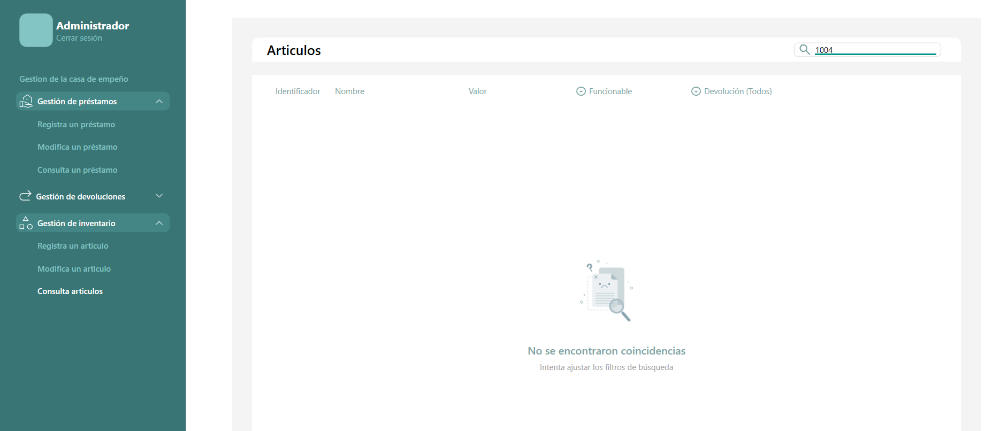 Administrador
Cerrar sesión
Gestion de la casa de empeño
Gestión de préstamos
Registra un préstamo
Modifica un préstamo
Consulta un préstamo
Gestión de devoluciones
Gestión de inventario
Registra un artículo
Modifica un articulo
Consulta articulos
Articulos
1004
Identificador Nombre Valor Funcionable Devolución (Todos)
?
No se encontraron coincidencias
Intenta ajustar los filtros de búsqueda